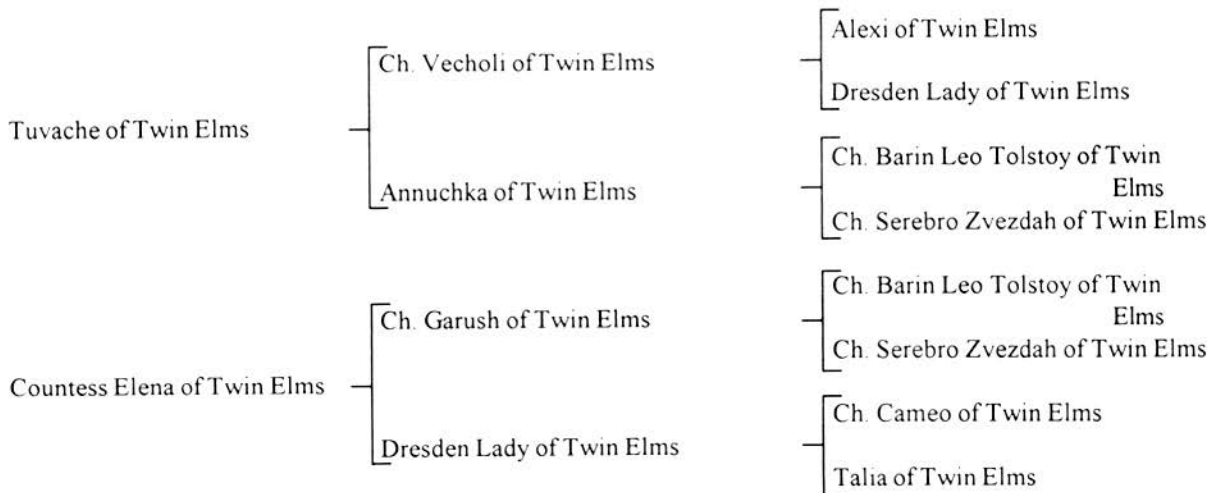 Alexi of Twin Elms
Ch. Vecholi of Twin Elms
Dresden Lady of Twin Elms
Tuvache of Twin Elms
Ch. Barin Leo Tolstoy of Twin
Elms
Annuchka of Twin Elms
Ch. Serebro Zvezdah of Twin Elms
Ch. Barin Leo Tolstoy of Twin
Elms
Ch. Garush of Twin Elms
Ch. Serebro Zvezdah of Twin Elms
Countess Elena of Twin Elms
Ch. Cameo of Twin Elms
Dresden Lady of Twin Elms
Talia of Twin Elms